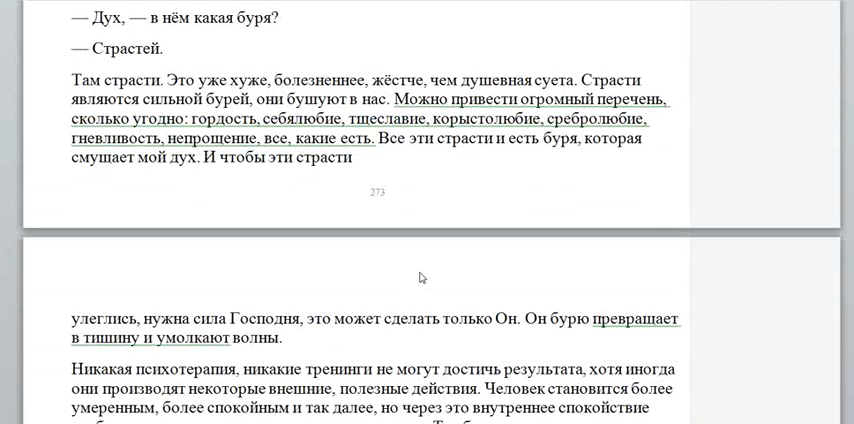 — Дух, — в нём какая буря?
— Страстей.
Там страсти. Это уже хуже, болезненнее, жёстче, чем душевная суета. Страсти
являются сильной бурей, они бушуют в нас. Можно привести огромный перечень,
сколько угодно: гордость, себялюбие, тщеславие, корыстолюбие, сребролюбие,
гневливость, непрощение, все, какие есть. Все эти страсти и есть буря, которая
смущает мой дух. И чтобы эти страсти
273
улеглись, нужна сила Господня, это может сделать только Он. Он бурю превращает
в тишину и умолкают волны.
Никакая психотерапия, никакие тренинги не могут достичь результата, хотя иногда
они производят некоторые внешние, полезные действия. Человек становится более
умеренным, более спокойным и так далее, но через это внутреннее спокойствие